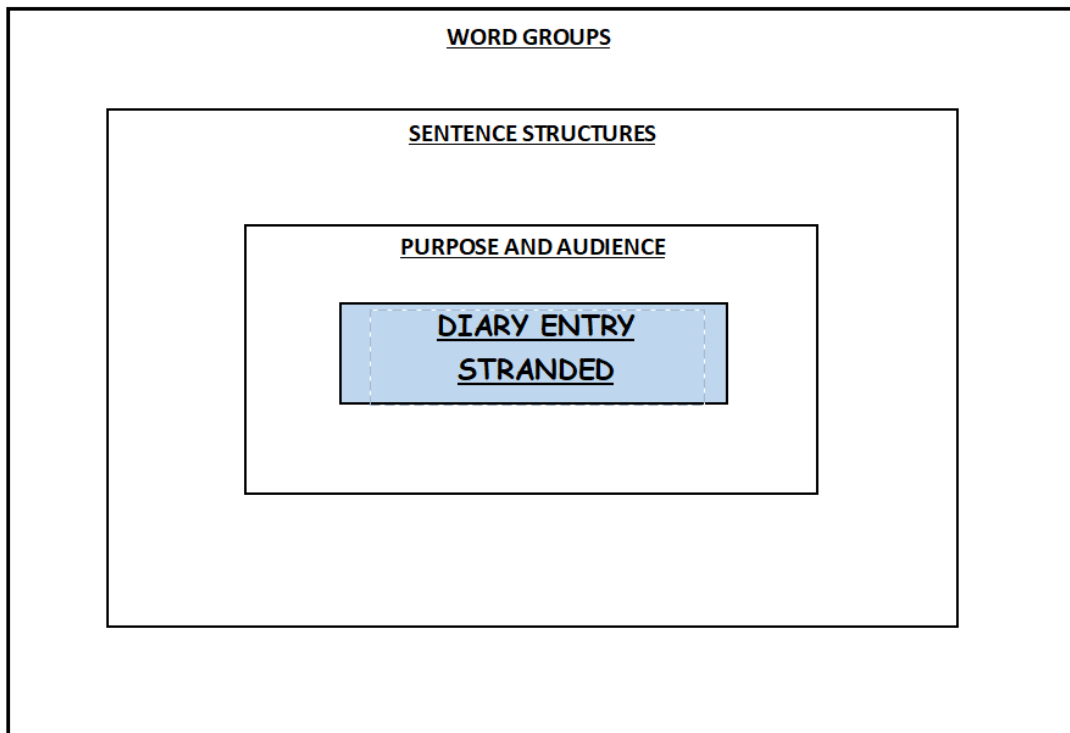 WORD GROUPS
SENTENCE STRUCTURES
PURPOSE AND AUDIENCE
DIARY ENTRY
STRANDED